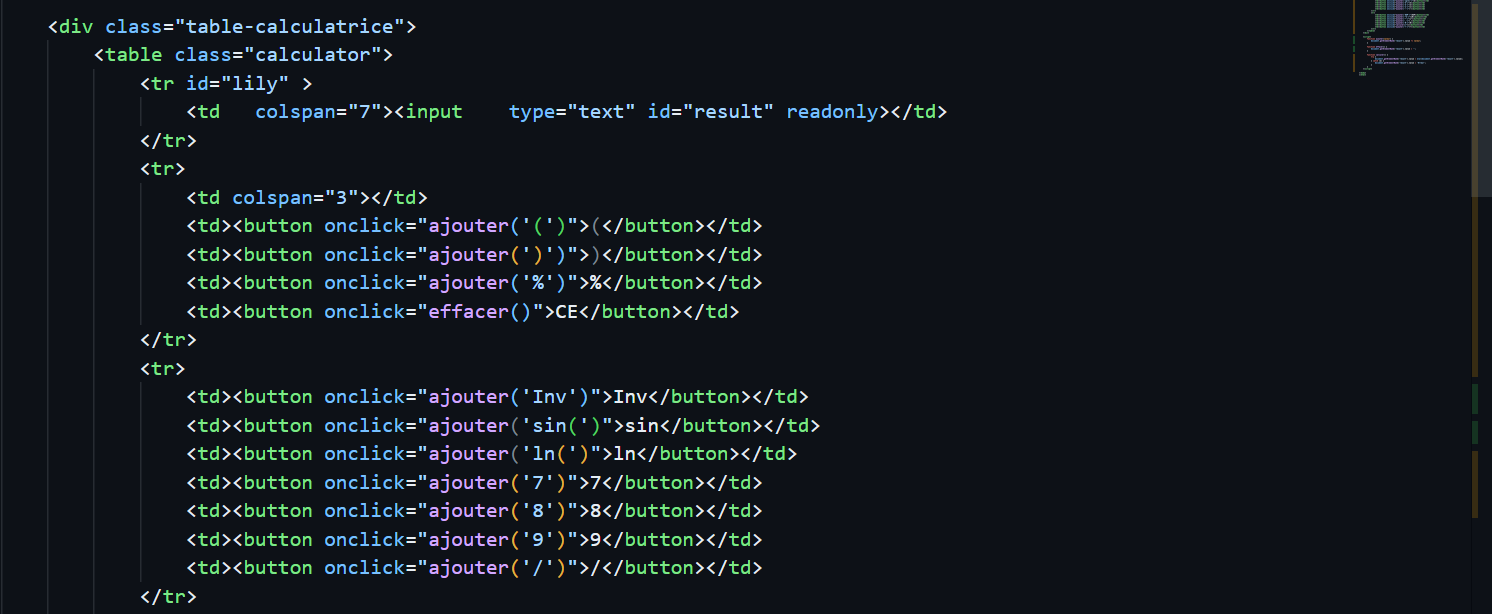 <div class="table-calculatrice">
<table class="calculator">
<tr id="lily" >
<td   colspan="7"><input    type="text" id="result" readonly></td>
</tr>
<tr>
<td colspan="3"></td>
<td><button onclick="ajouter('(')">(</button></td>
<td><button onclick="ajouter(')')">)</button></td>
<td><button onclick="ajouter('%')">%</button></td>
<td><button onclick="effacer()">CE</button></td>
</tr>
<tr>
<td><button onclick="ajouter('Inv')">Inv</button></td>
<td><button onclick="ajouter('sin(')">sin</button></td>
<td><button onclick="ajouter('ln(')">ln</button></td>
<td><button onclick="ajouter('7')">7</button></td>
<td><button onclick="ajouter('8')">8</button></td>
<td><button onclick="ajouter('9')">9</button></td>
<td><button onclick="ajouter('/')">/</button></td>
</tr>